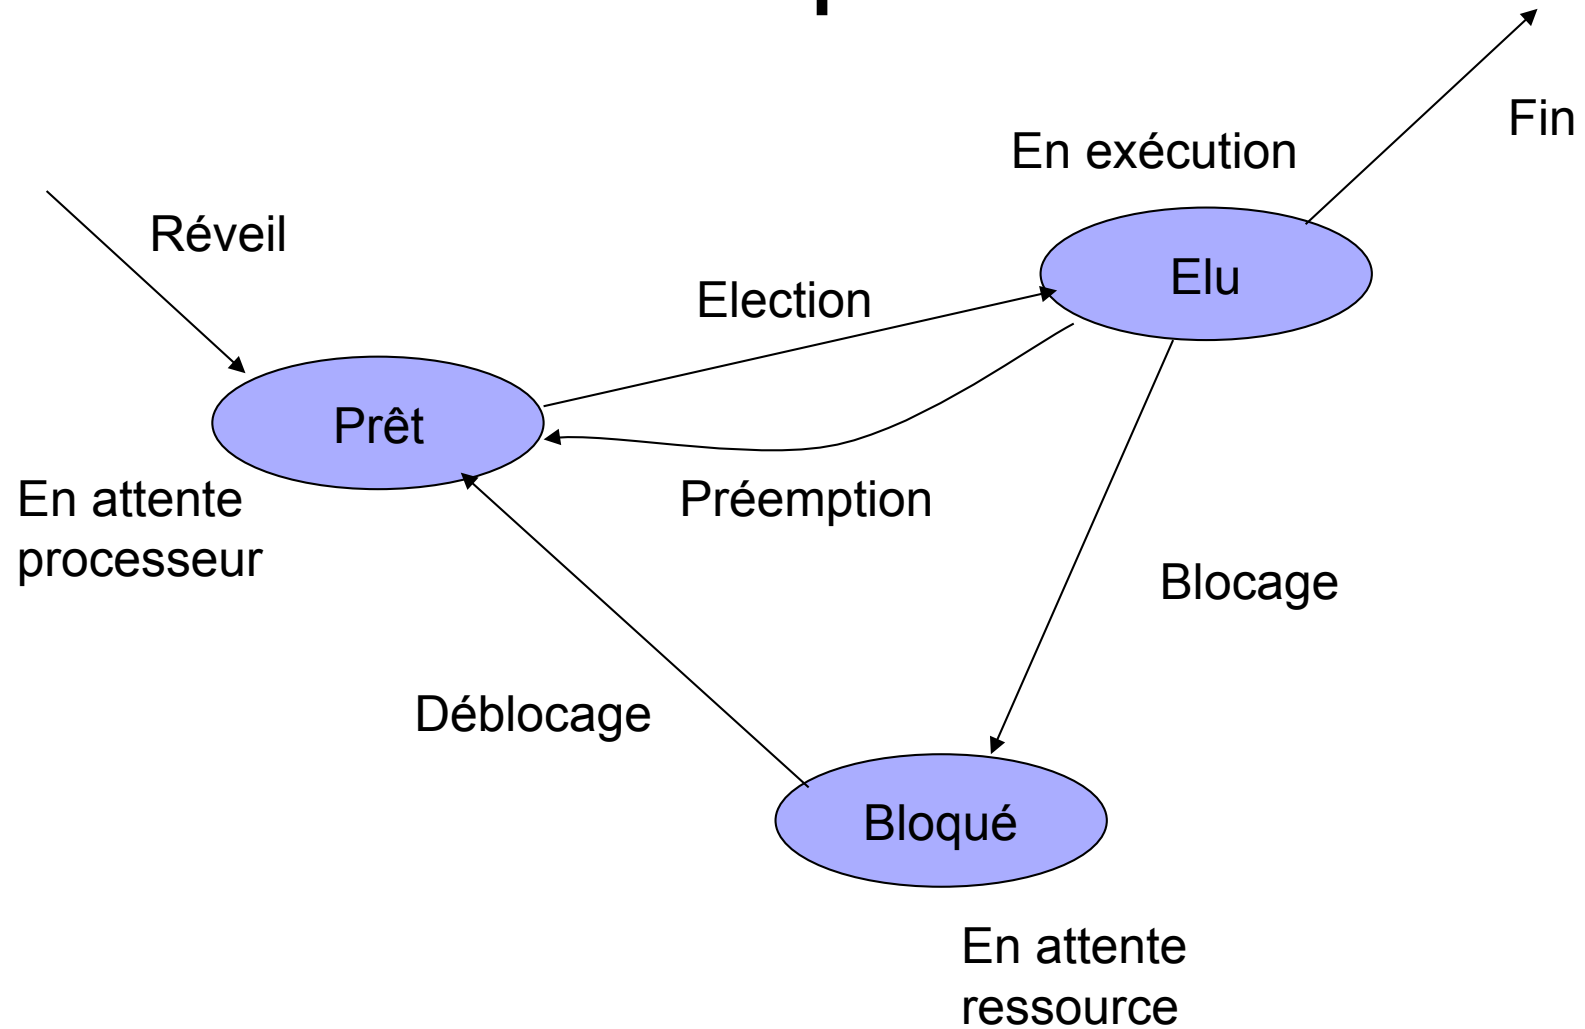 Fin
En exécution
Réveil
Elu
Election
Prêt
En attente
processeur
Préemption
Blocage
Déblocage
Bloqué
En attente
ressource